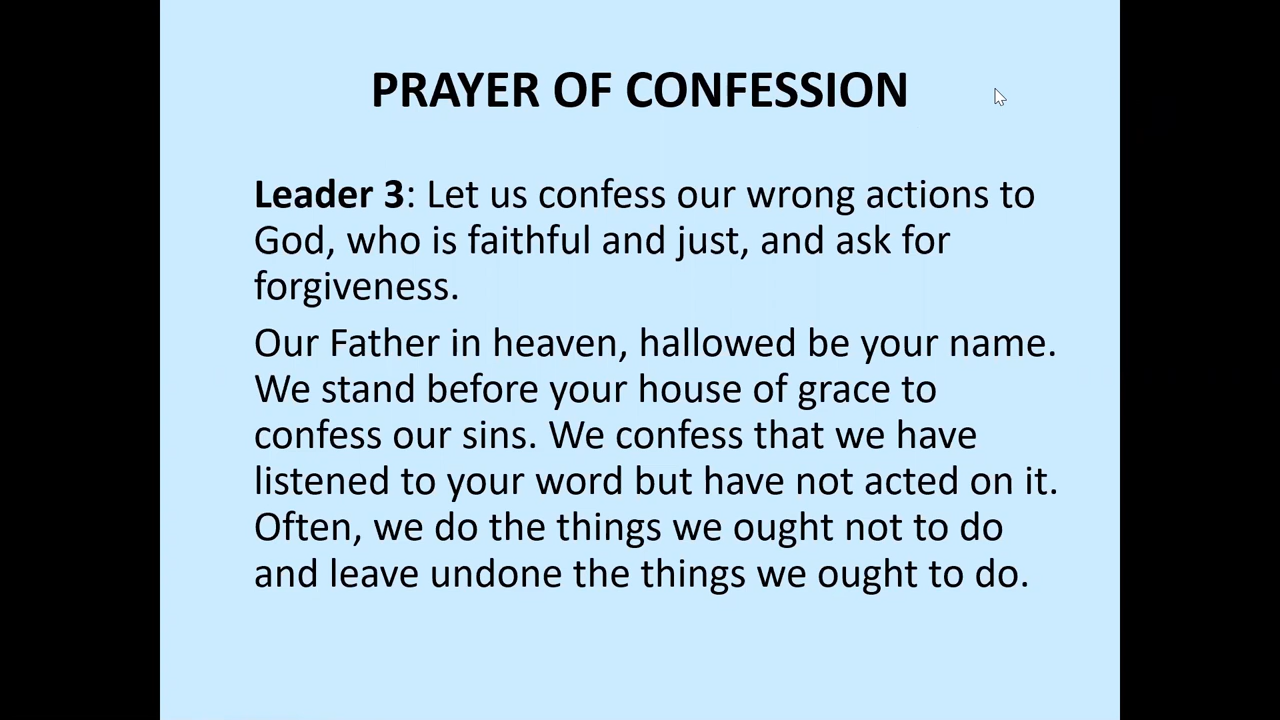 PRAYER OF CONFESSION
Leader 3: Let us confess our wrong actions to
God, who is faithful and just, and ask for
forgiveness.
Our Father in heaven, hallowed be your name.
We stand before your house of grace to
confess our sins. We confess that we have
listened to your word but have not acted on it.
Often, we do the things we ought not to do
and leave undone the things we ought to do.